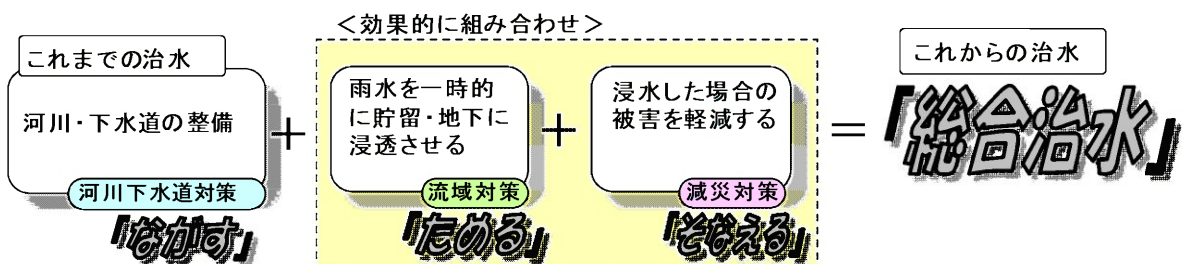 <効果的に組み合わせ>
これまでの治水
河川・下水道の整備
河川下水道対策
「ながす」
+
雨水を一時的
に貯留・地下に
浸透させる
流域対策
「ためる」
+
浸水した場合の
被害を軽減する
減災対策
「そなえる」
=
これからの治水
「総合治水」